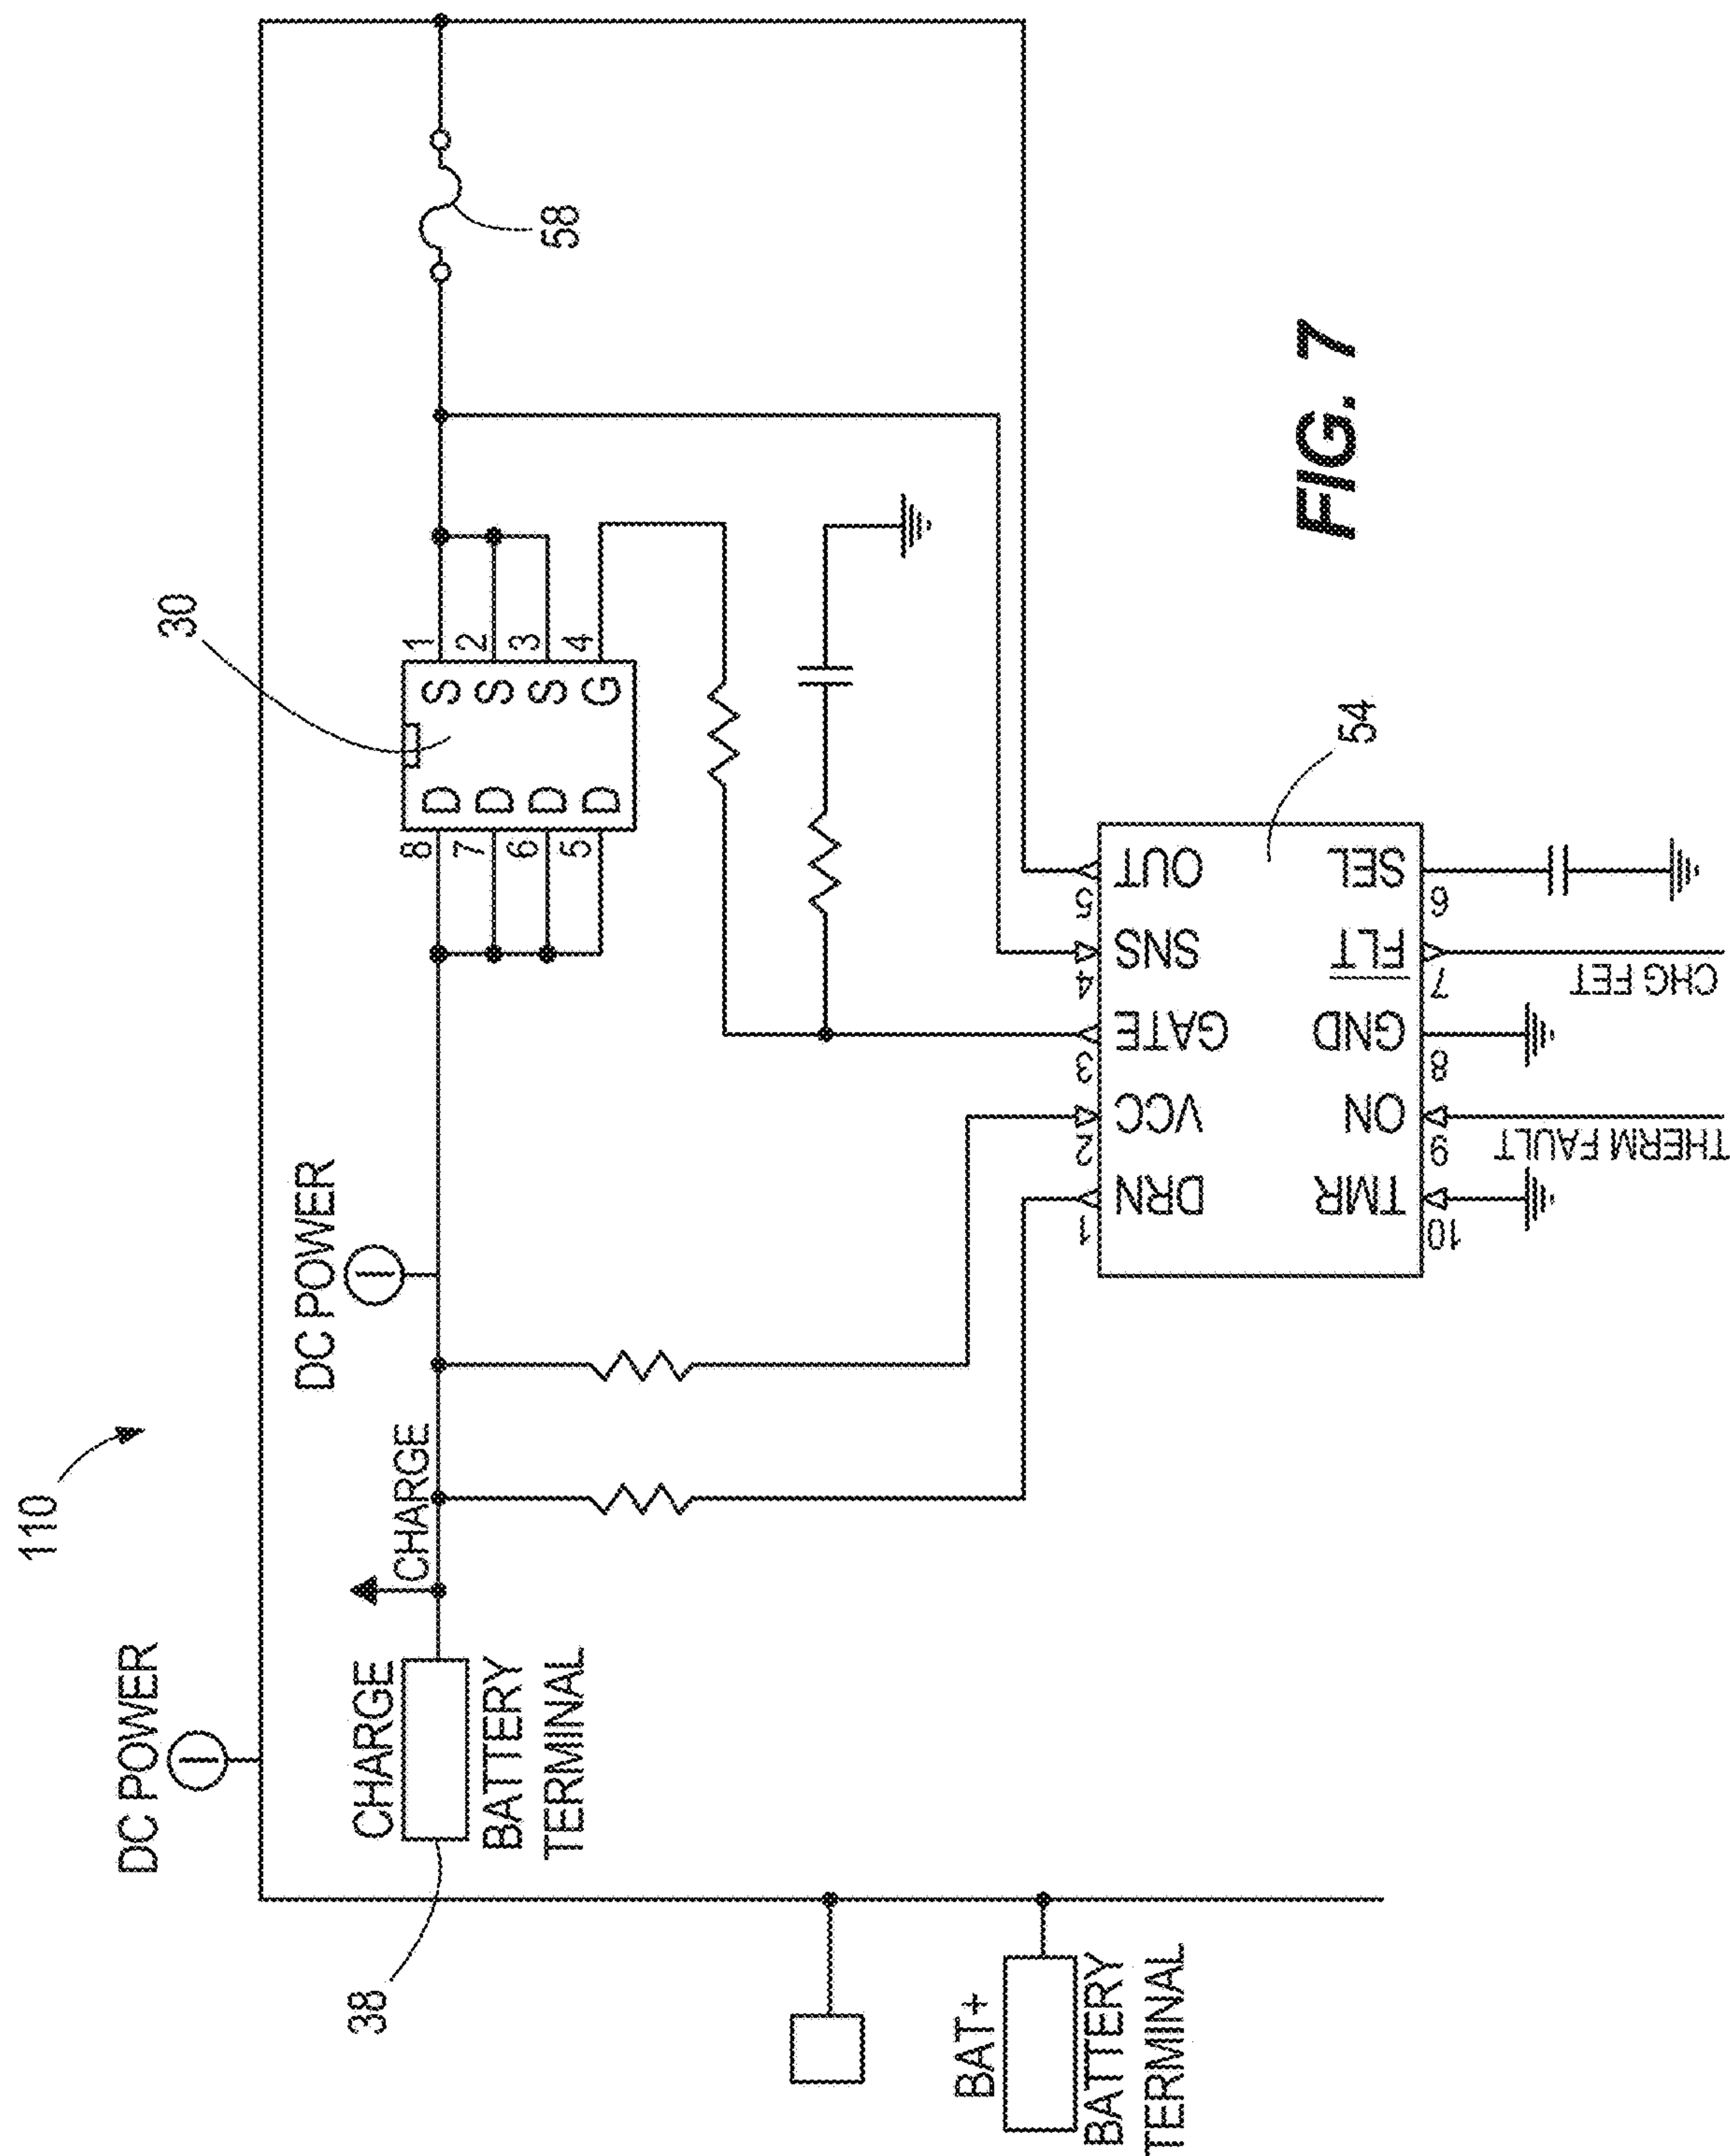 110
DC POWER
DC POWER
30
38
CHARGE
BATTERY
TERMINAL
CHARGE
8 D S 1
7 D S 2
6 D S 3
5 D G 4
58
BAT+
BATTERY
TERMINAL
1 DRN
2 VCC
3 GATE
4 SNS
5 OUT
54
10 TMR
9 ON
8 GND
7 FLT
6 SEL
THERM FAULT
CHG FET
FIG. 7